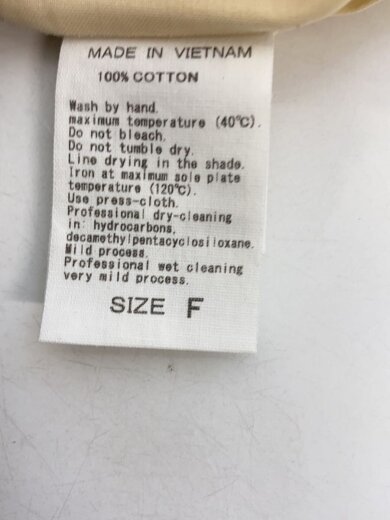 MADE IN VIETNAM
100% COTTON
Wash by hand.
maximum temperature (40℃).
Do not bleach.
Do not tumble dry.
Line drying in the shade.
Iron at maximum sole plate
temperature (120℃).
Use press-cloth.
Professional dry-cleaning
in: hydrocarbons,
decamethylpentacyclosiloxane.
Mild process.
Professional wet cleaning
very mild process.
SIZE F